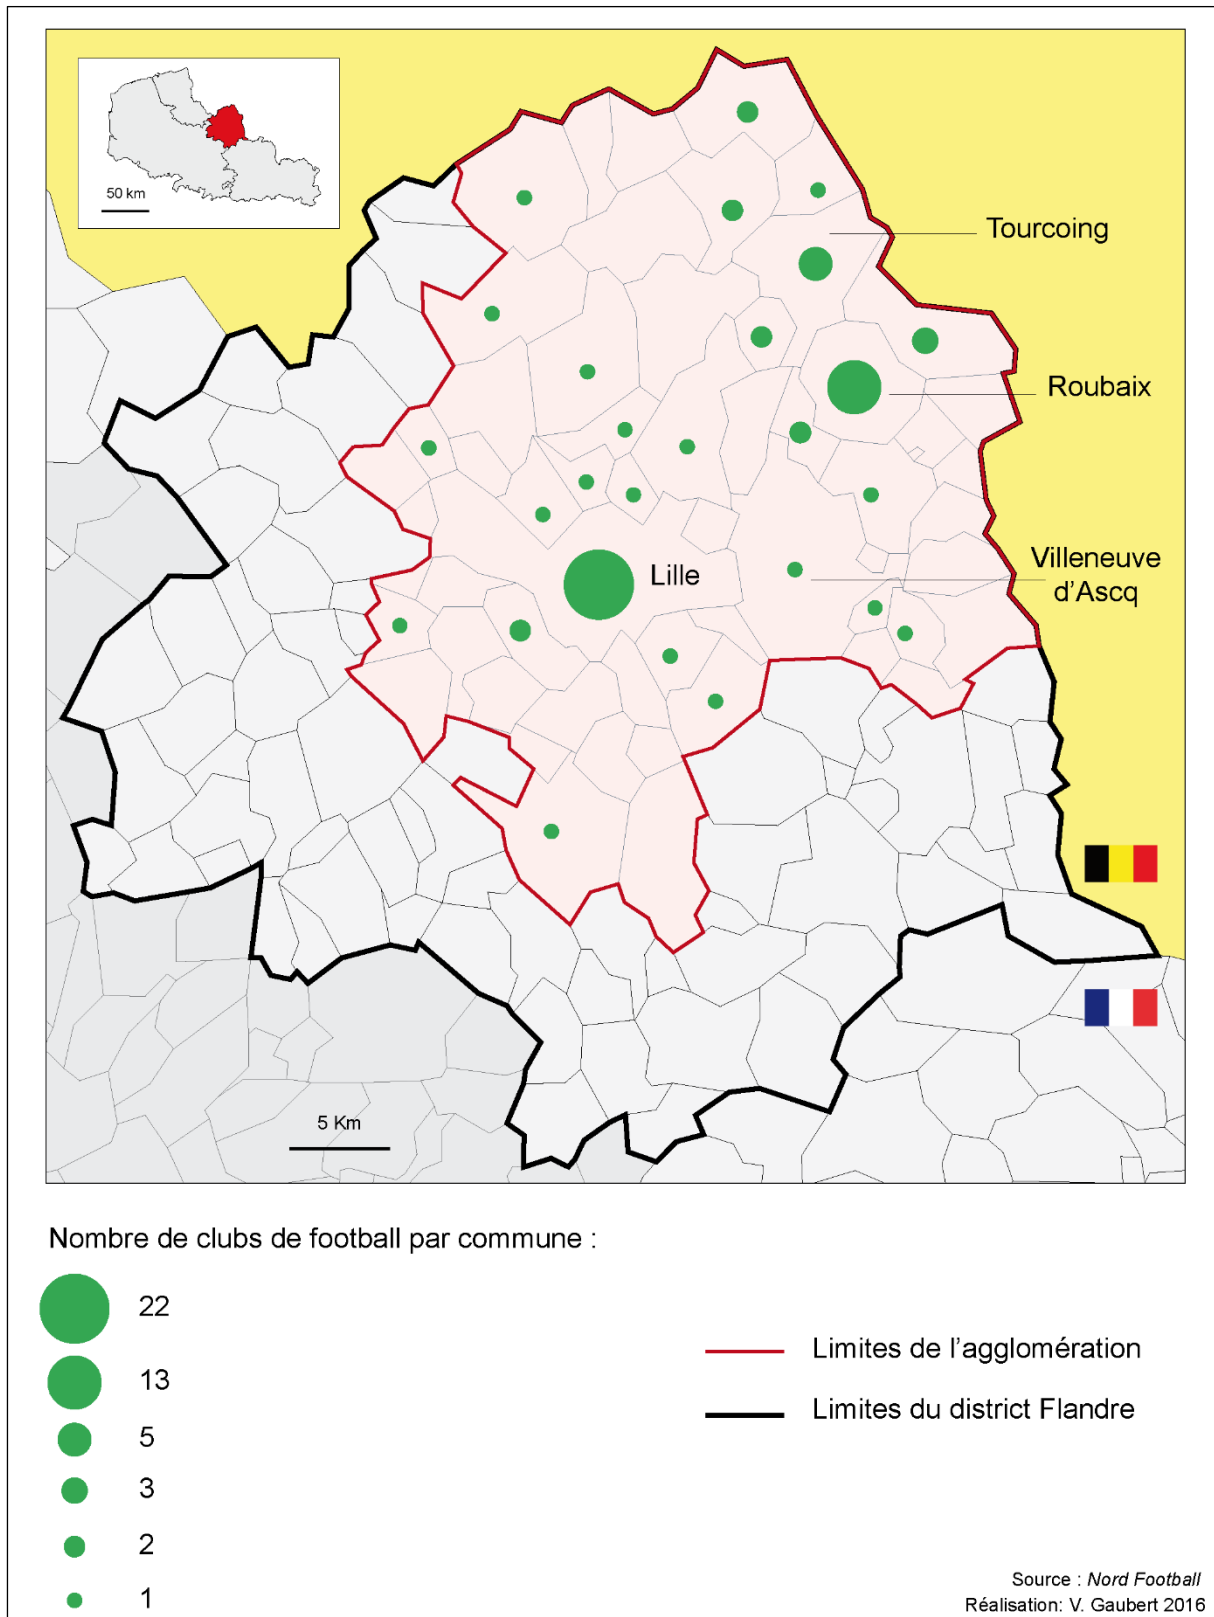 50 km
Tourcoing
Roubaix
Villeneuve
d'Ascq
Lille
5 Km
Nombre de clubs de football par commune :
22
13
5
3
2
1
Limites de l'agglomération
Limites du district Flandre
Source : Nord Football
Réalisation: V. Gaubert 2016